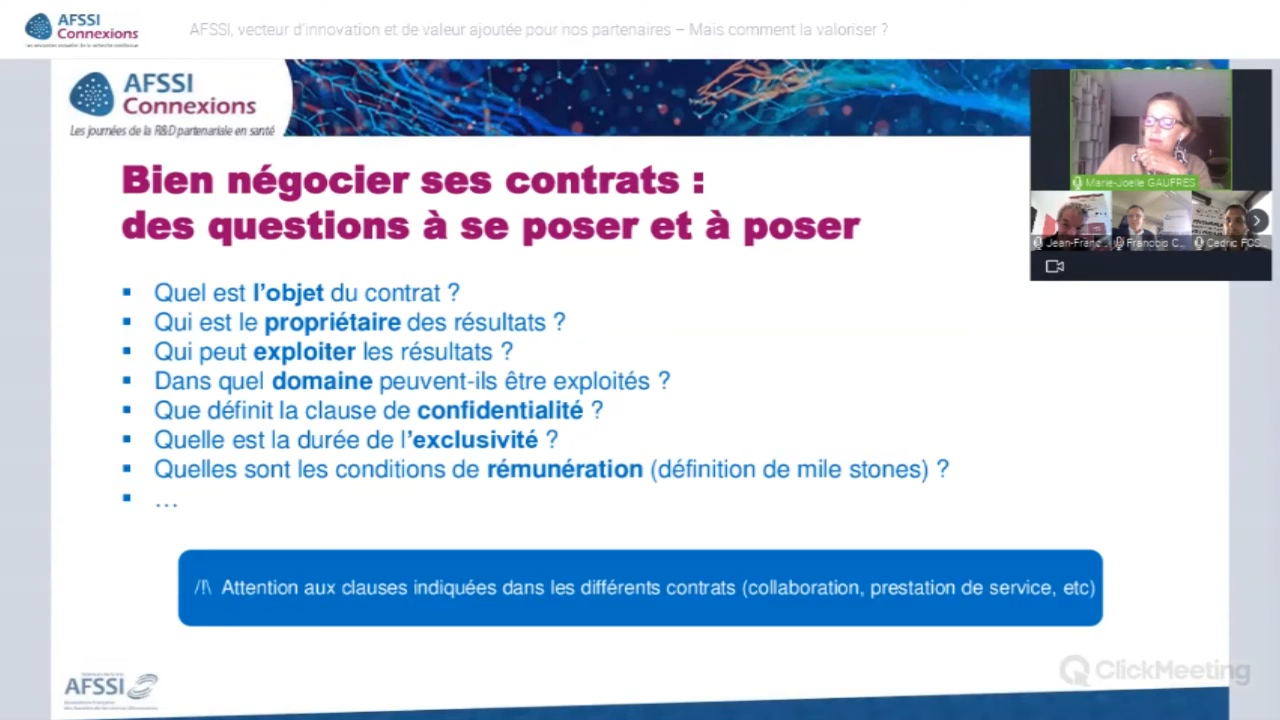 AFSSI
Connexions
AFSSI, vecteur d'innovation et de valeur ajoutée pour nos partenaires – Mais comment la valoriser ?
AFSSI
Connexions
Les journées de la R&D partenariale en santé
Bien négocier ses contrats :
des questions à se poser et à poser
▪ Quel est l'objet du contrat ?
▪ Qui est le propriétaire des résultats ?
▪ Qui peut exploiter les résultats ?
▪ Dans quel domaine peuvent-ils être exploités ?
▪ Que définit la clause de confidentialité ?
▪ Quelle est la durée de l'exclusivité ?
▪ Quelles sont les conditions de rémunération (définition de mile stones) ?
▪ …
/!\ Attention aux clauses indiquées dans les différents contrats (collaboration, prestation de service, etc)
Marie-Joelle GAUFRES
Jean-Franc... Francois C... Cedric FOS...
AFSSI
ClickMeeting